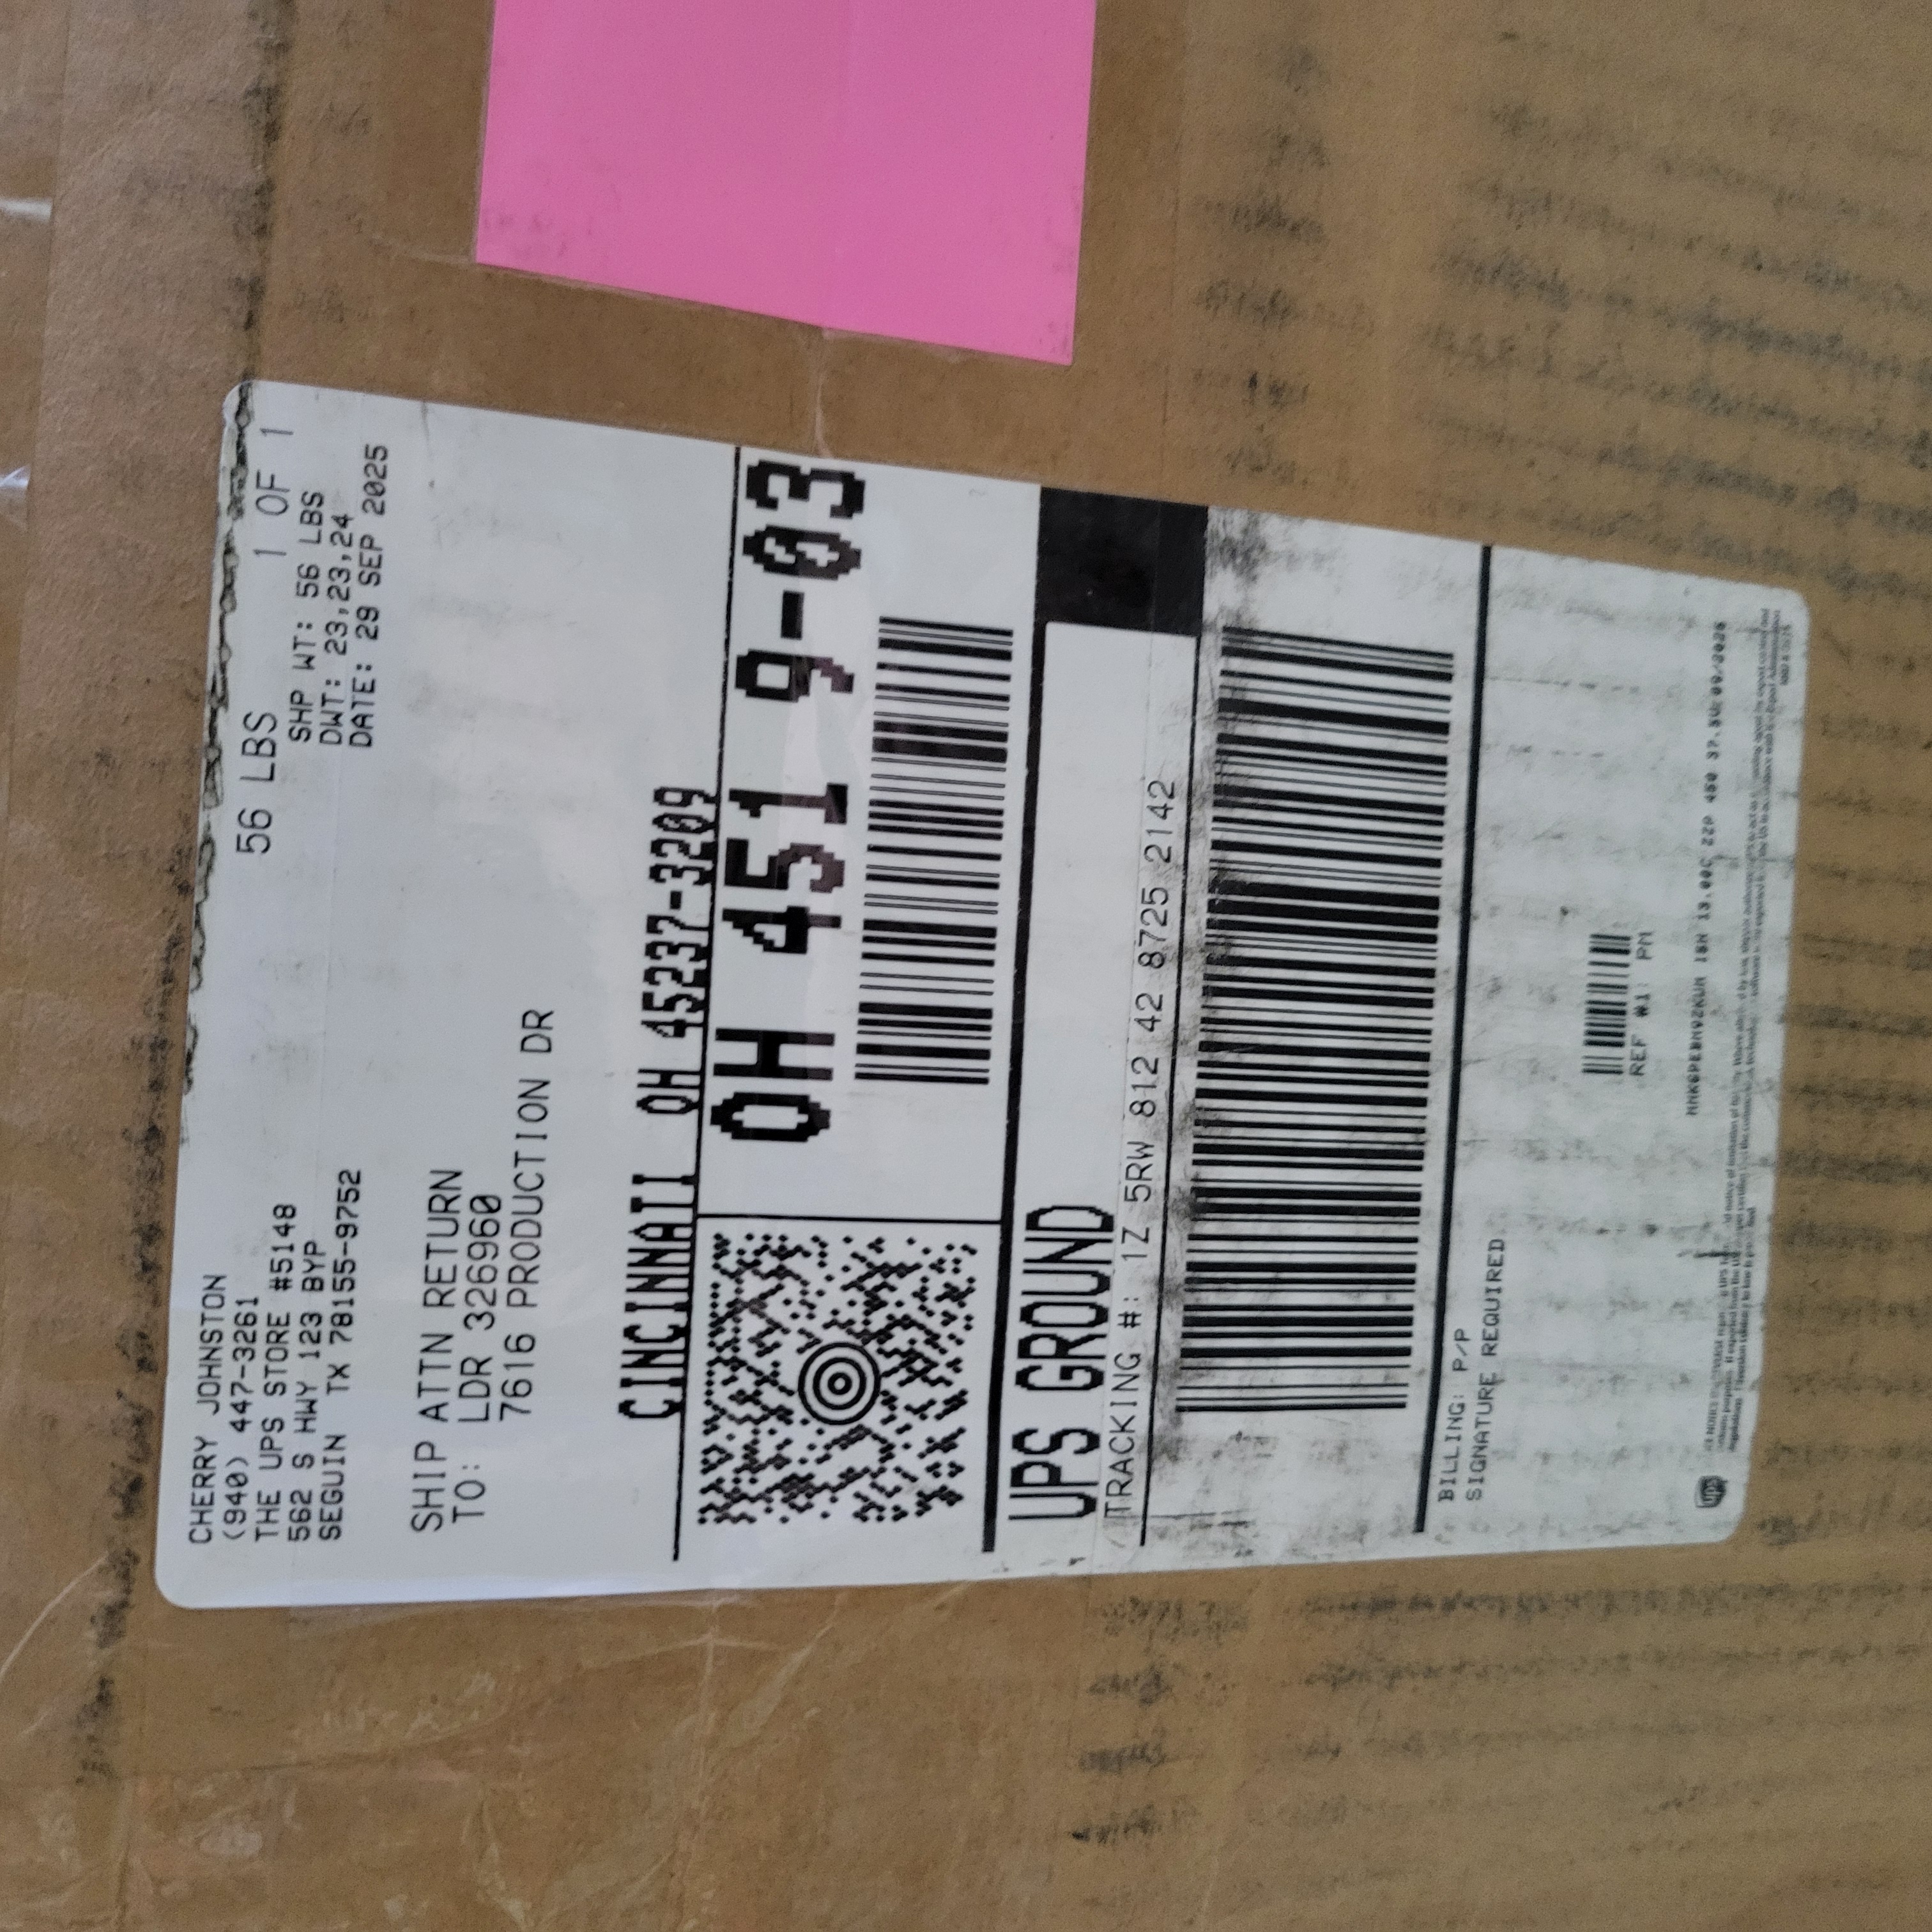 CHERRY JOHNSTON
(940) 447-3261
THE UPS STORE #5148
562 S HWY 123 BYP
SEGUIN TX 78155-9752
56 LBS 1 OF 1
SHP WT: 56 LBS
DWT: 23,23,24
DATE: 29 SEP 2025
SHIP ATTN RETURN
TO: LDR 326960
7616 PRODUCTION DR
CINCINNATI OH 45237-3209
OH 451 9-03
UPS GROUND
TRACKING #: 1Z 5RW 812 42 8725 2142
BILLING: P/P
SIGNATURE REQUIRED
REF #1: PM
ups